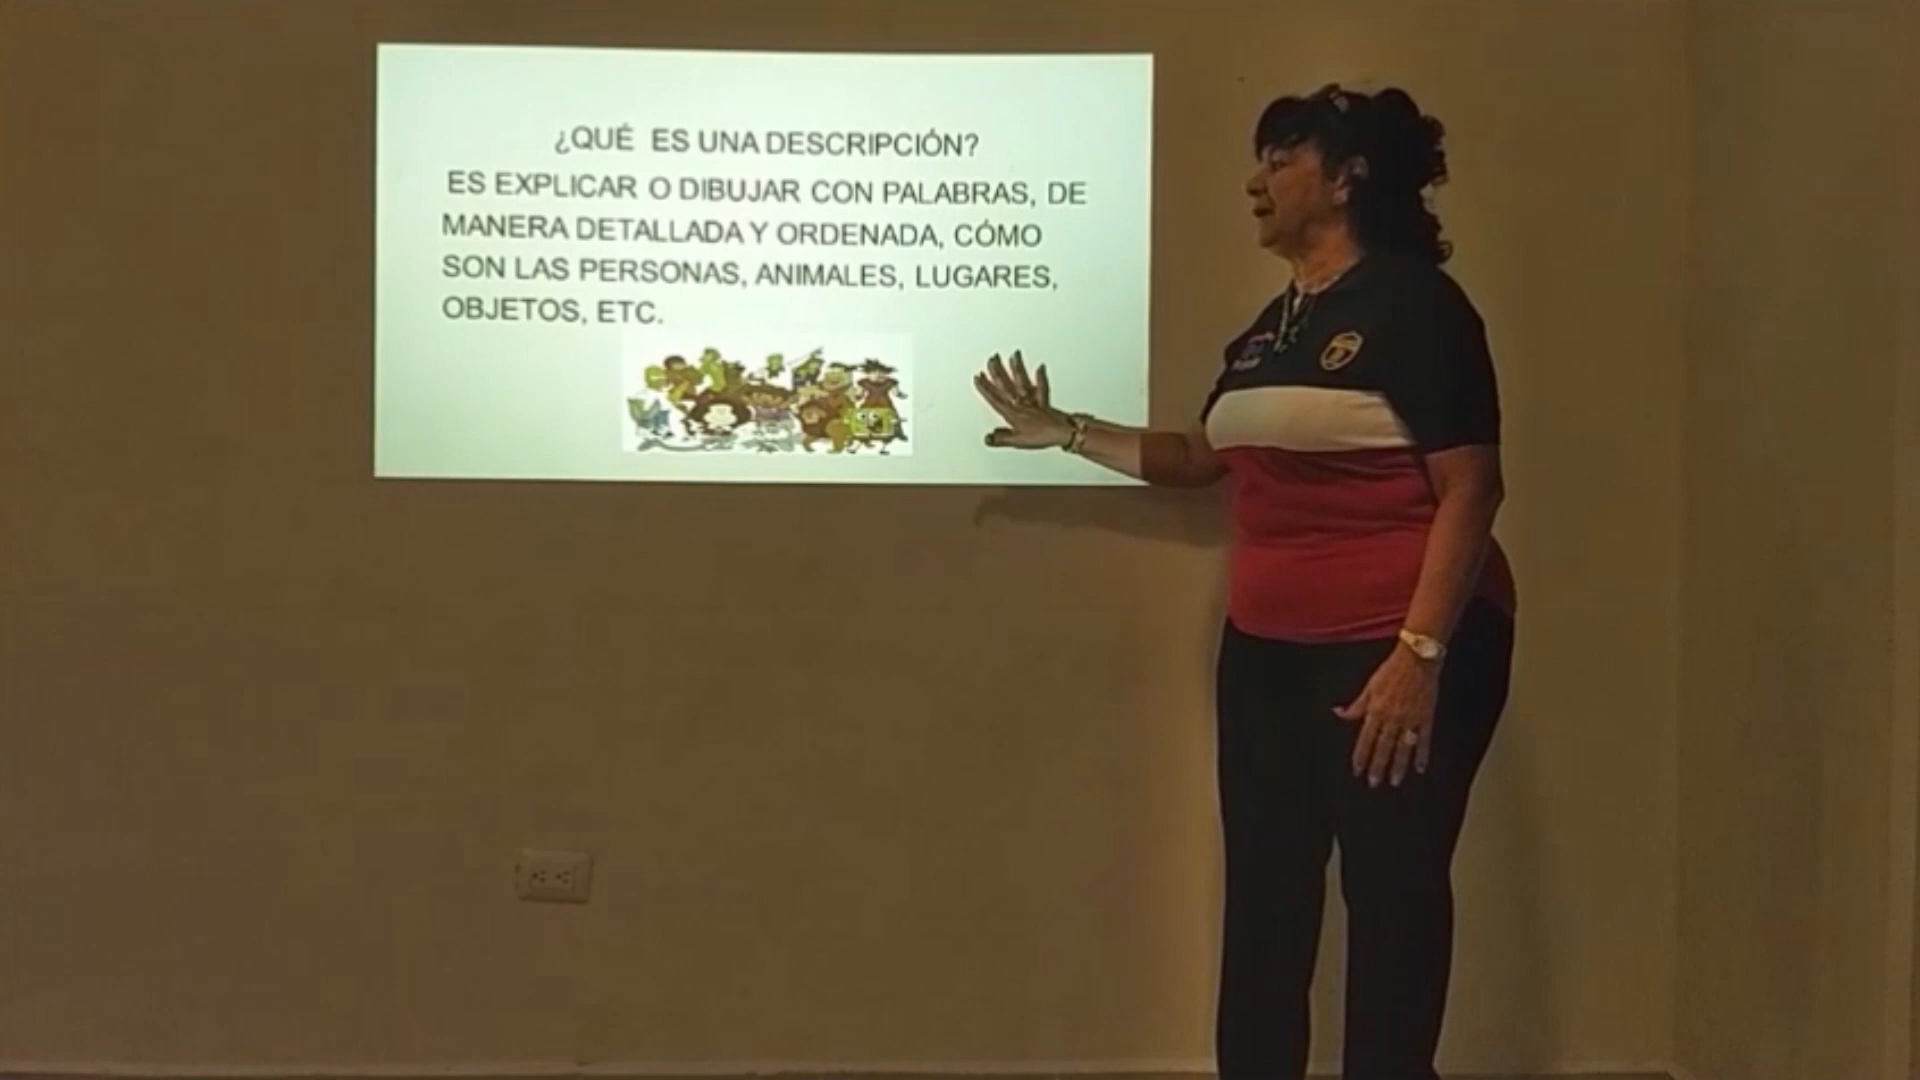 ¿QUÉ ES UNA DESCRIPCIÓN?
ES EXPLICAR O DIBUJAR CON PALABRAS, DE
MANERA DETALLADA Y ORDENADA, CÓMO
SON LAS PERSONAS, ANIMALES, LUGARES,
OBJETOS, ETC.